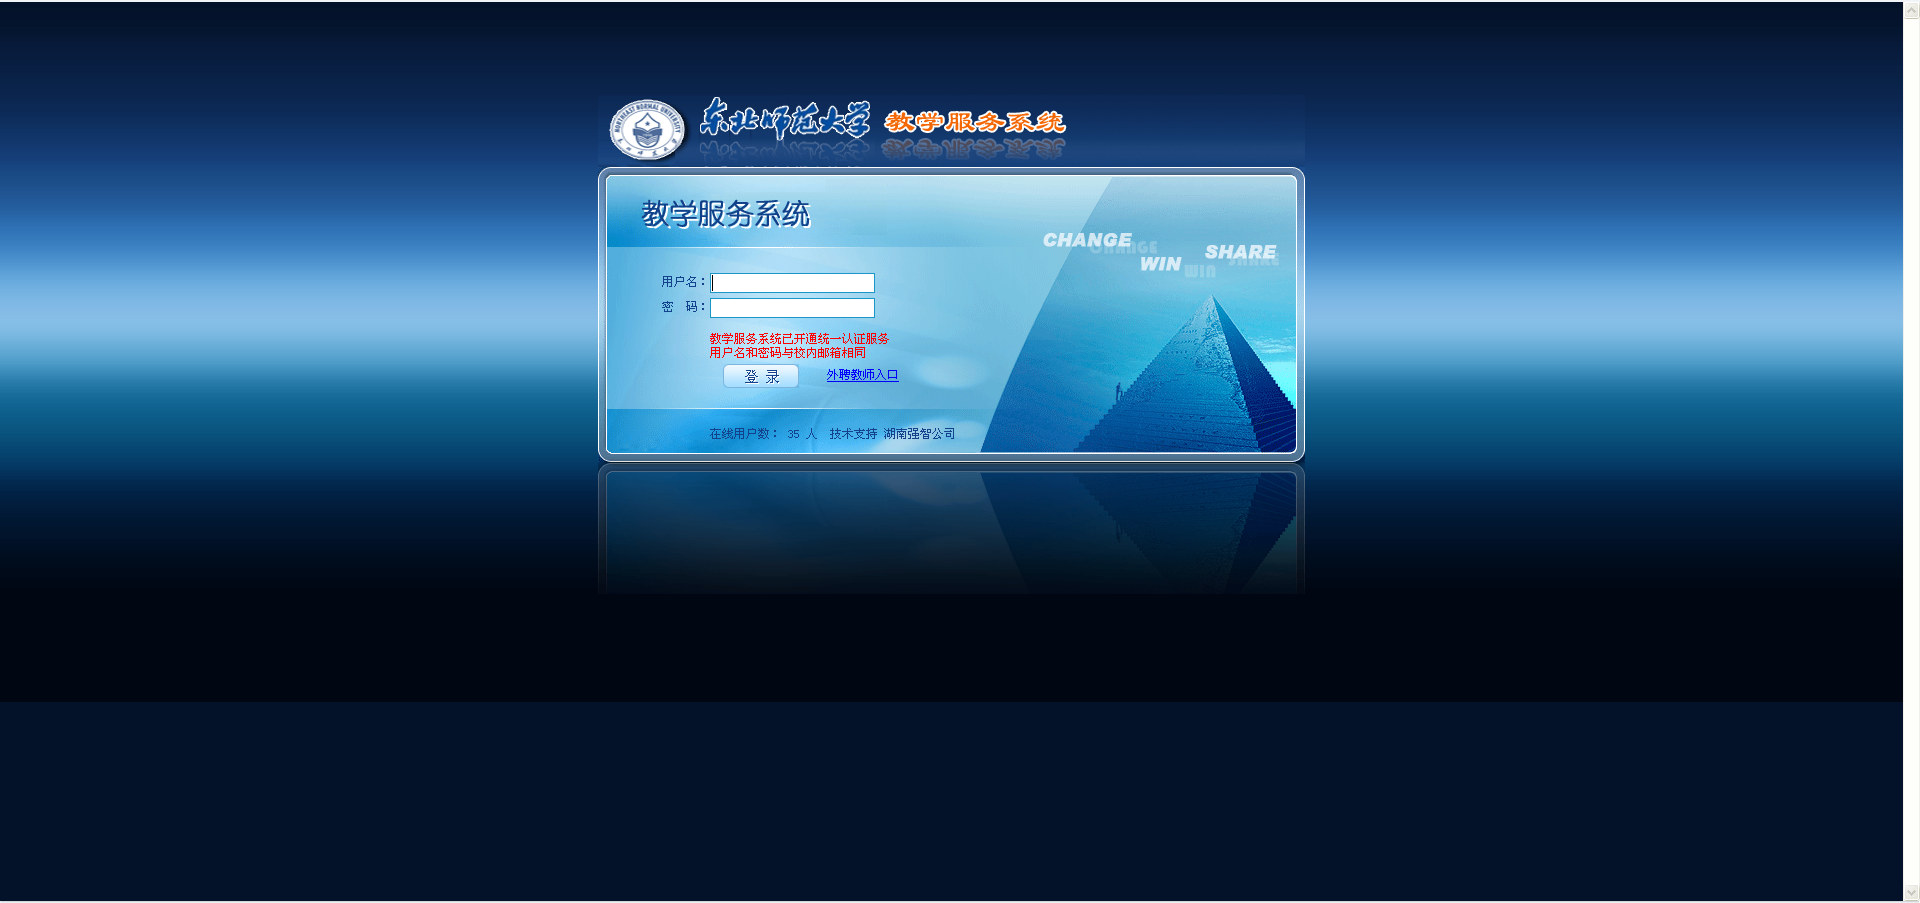 NORTHEAST NORMAL UNIVERSITY
东北师范大学 教学服务系统
教学服务系统
CHANGE
WIN
SHARE
用户名：
密 码：
教学服务系统已开通统一认证服务
用户名和密码与校内邮箱相同
登 录 外聘教师入口
在线用户数： 35 人 技术支持 湖南强智公司